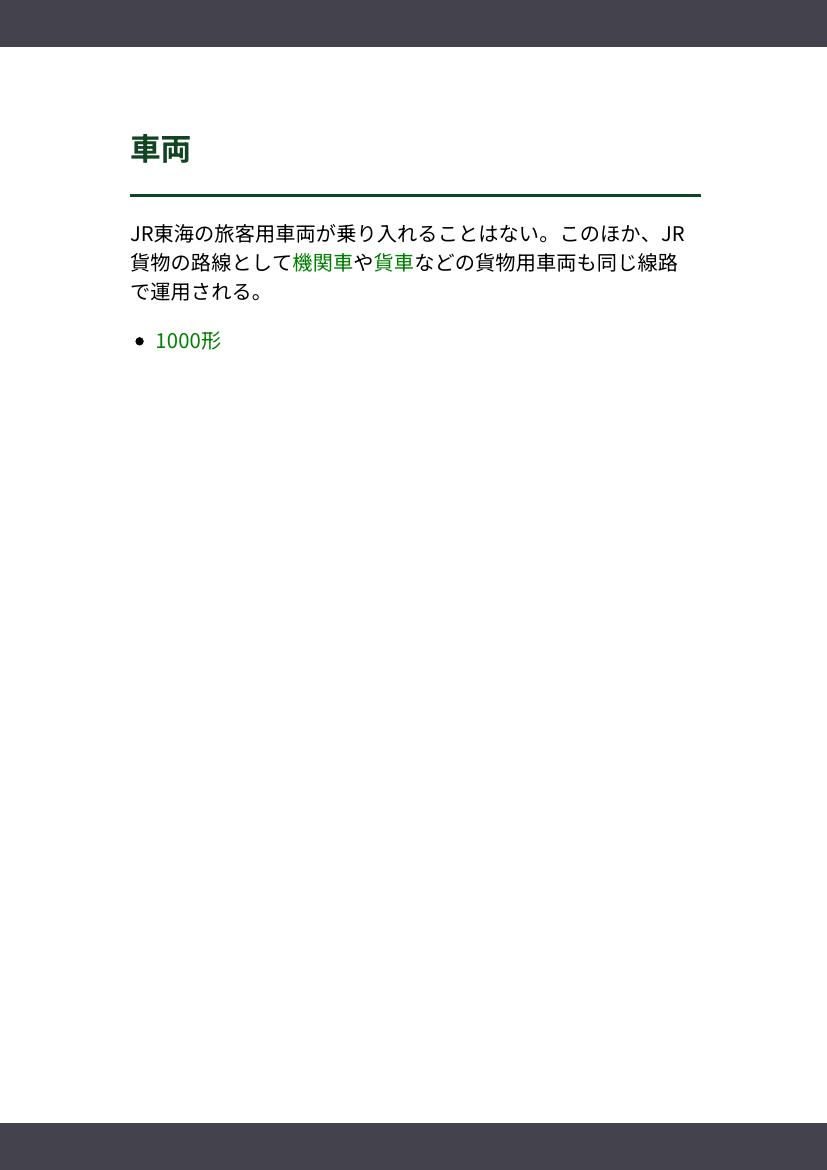 車両
JR東海の旅客用車両が乗り入れることはない。このほか、JR
貨物の路線として機関車や貨車などの貨物用車両も同じ線路
で運用される。
• 1000形